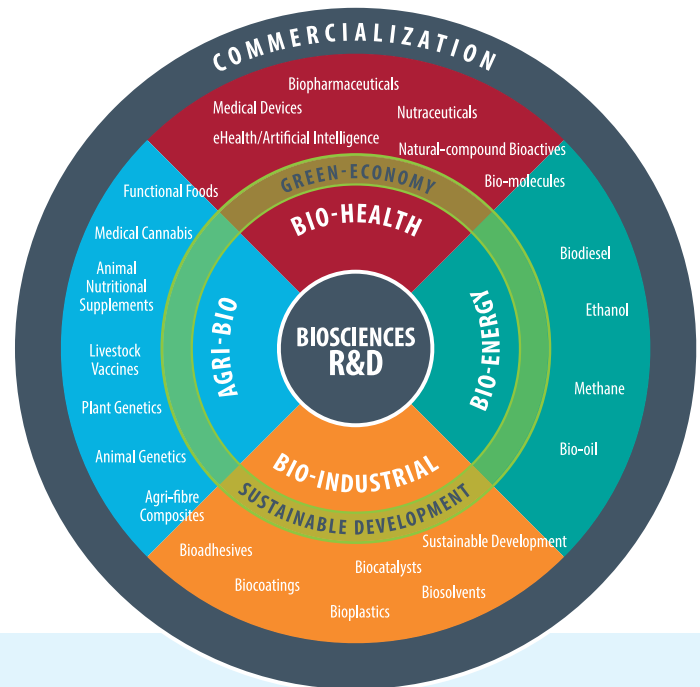 COMMERCIALIZATION
Biopharmaceuticals
Medical Devices
Nutraceuticals
eHealth/Artificial Intelligence
Natural-compound Bioactives
Bio-molecules
GREEN-ECONOMY
BIO-HEALTH
Functional Foods
Medical Cannabis
Animal
Nutritional
Supplements
Livestock
Vaccines
Plant Genetics
Animal Genetics
Agri-fibre
Composites
AGRI-BIO
BIOSCIENCES
R&D
BIO-ENERGY
Biodiesel
Ethanol
Methane
Bio-oil
BIO-INDUSTRIAL
SUSTAINABLE DEVELOPMENT
Sustainable Development
Bioadhesives
Biocatalysts
Biocoatings
Biosolvents
Bioplastics